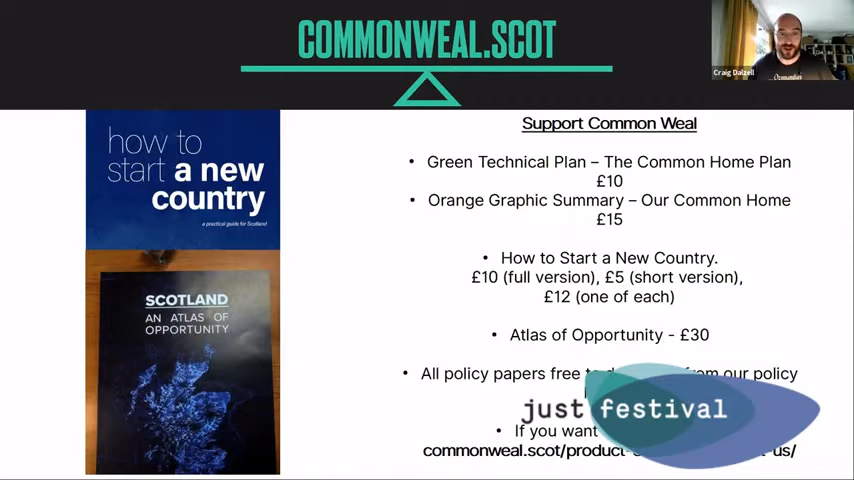 COMMONWEAL.SCOT
Craig Dalzell
how to
start a new
country
a practical guide for Scotland
SCOTLAND
AN ATLAS OF
OPPORTUNITY
Support Common Weal
• Green Technical Plan – The Common Home Plan
£10
• Orange Graphic Summary – Our Common Home
£15
• How to Start a New Country.
£10 (full version), £5 (short version),
£12 (one of each)
• Atlas of Opportunity - £30
• All policy papers free from our policy
just festival
• If you want
commonweal.scot/product- us/